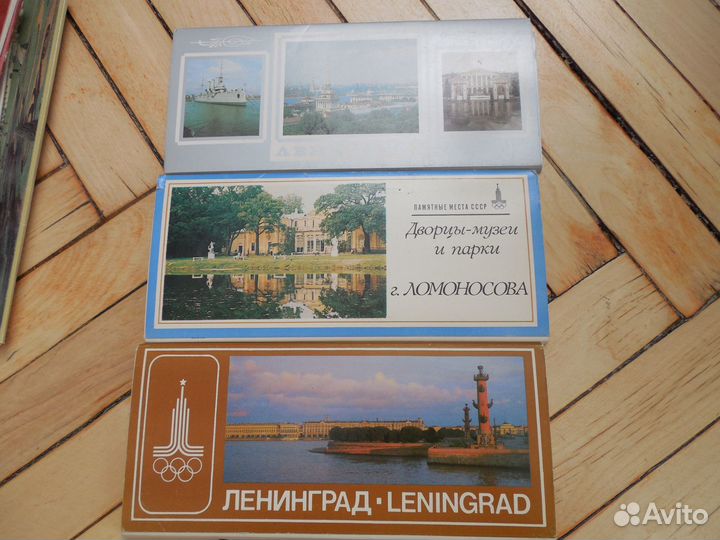 ПАМЯТНЫЕ МЕСТА СССР
Дворцы-музеи
и парки
г. ЛОМОНОСОВА
ЛЕНИНГРАД · LENINGRAD
Avito